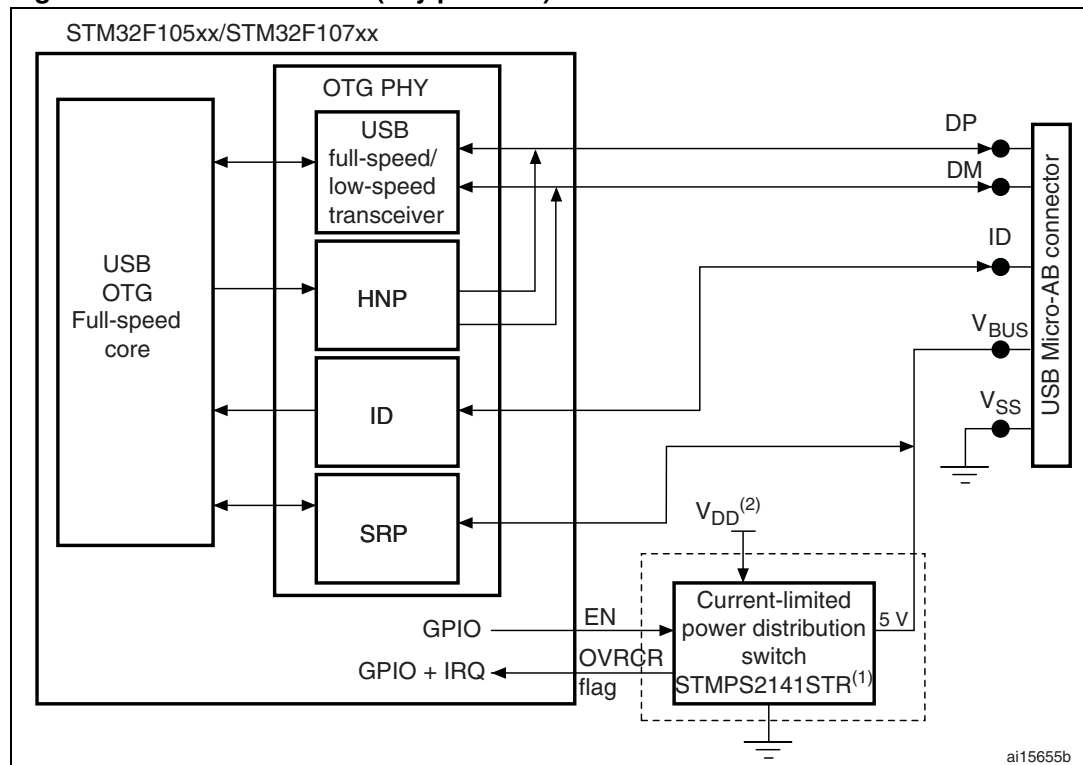 STM32F105xx/STM32F107xx
OTG PHY
USB
full-speed/
low-speed
transceiver
HNP
ID
SRP
USB
OTG
Full-speed
core
DP
DM
ID
VBUS
VSS
USB Micro-AB connector
VDD(2)
Current-limited
power distribution
switch
STMPS2141STR(1)
5 V
GPIO
EN
GPIO + IRQ
OVRCR
flag
ai15655b